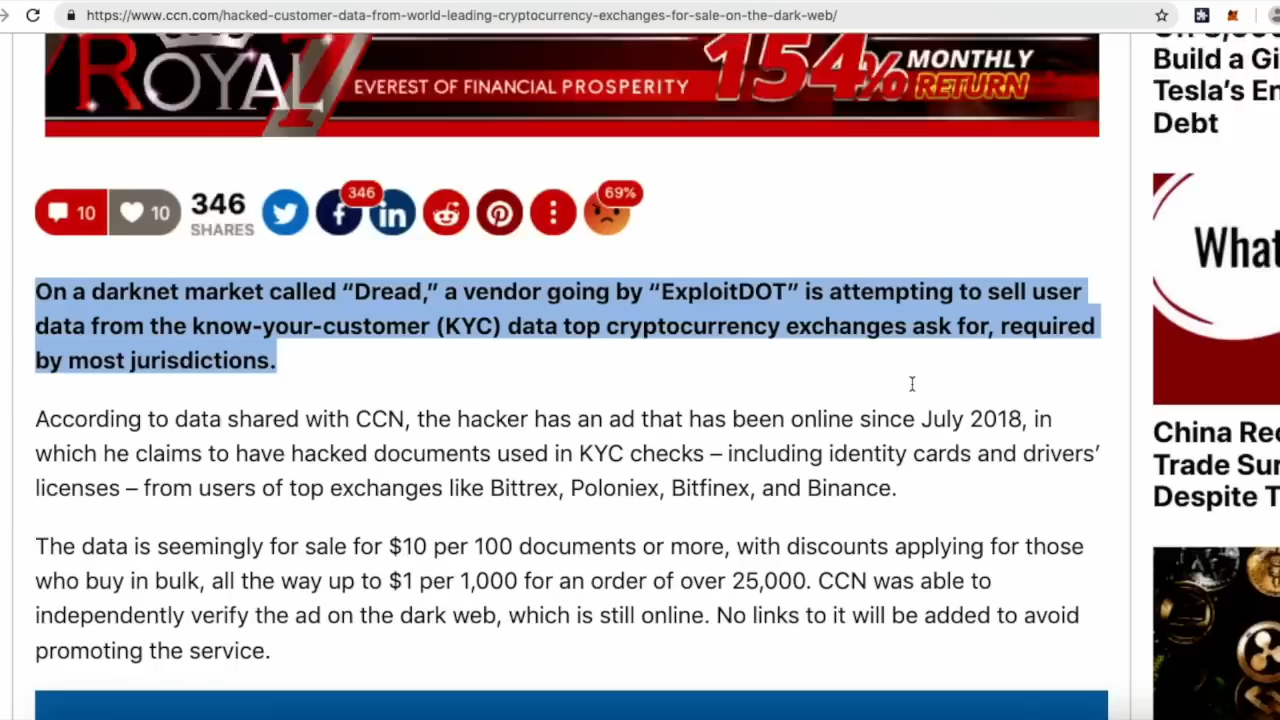 https://www.ccn.com/hacked-customer-data-from-world-leading-cryptocurrency-exchanges-for-sale-on-the-dark-web/
ROYAL 7
EVEREST OF FINANCIAL PROSPERITY
154% MONTHLY
RETURN
Build a Gi
Tesla’s En
Debt
10
10
346
SHARES
346
69%
What
On a darknet market called “Dread,” a vendor going by “ExploitDOT” is attempting to sell user
data from the know-your-customer (KYC) data top cryptocurrency exchanges ask for, required
by most jurisdictions.
According to data shared with CCN, the hacker has an ad that has been online since July 2018, in
which he claims to have hacked documents used in KYC checks – including identity cards and drivers’
licenses – from users of top exchanges like Bittrex, Poloniex, Bitfinex, and Binance.
China Rec
Trade Sur
Despite T
The data is seemingly for sale for $10 per 100 documents or more, with discounts applying for those
who buy in bulk, all the way up to $1 per 1,000 for an order of over 25,000. CCN was able to
independently verify the ad on the dark web, which is still online. No links to it will be added to avoid
promoting the service.